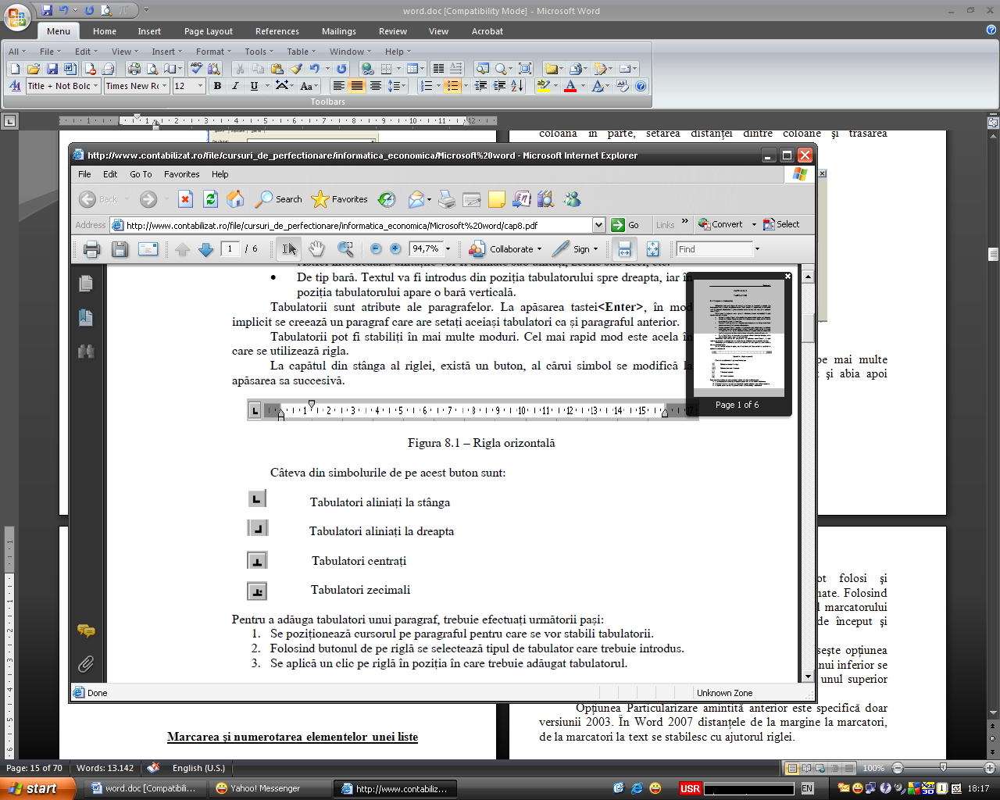 word.doc [Compatibility Mode] - Microsoft Word
Menu Home Insert Page Layout References Mailings Review View Acrobat
All File Edit View Insert Format Tools Table Window Help
Title + Not Bolc Times New Rc 12 B I U Aa
Toolbars
coloana în parte, setarea distanţei dintre coloane şi trasarea
http://www.contabilizat.ro/file/cursuri_de_perfectionare/informatica_economica/Microsoft%20word - Microsoft Internet Explorer
File Edit Go To Favorites Help
Back Search Favorites
Address http://www.contabilizat.ro/file/cursuri_de_perfectionare/informatica_economica/Microsoft%20word/cap8.pdf Go Links » Convert Select
1 / 6 94,7% Collaborate Sign Find
• De tip bară. Textul va fi introdus din poziția tabulatorului spre dreapta, iar în
poziția tabulatorului apare o bară verticală.
Tabulatorii sunt atribute ale paragrafelor. La apăsarea tastei<Enter>, în mod
implicit se creează un paragraf care are setați aceiași tabulatori ca și paragraful anterior.
Tabulatorii pot fi stabiliți în mai multe moduri. Cel mai rapid mod este acela în
care se utilizează rigla.
La capătul din stânga al riglei, există un buton, al cărui simbol se modifică la
apăsarea sa succesivă.
1 2 3 4 5 6 7 8 9 10 11 12 13 14 15 17
Figura 8.1 – Rigla orizontală
Câteva din simbolurile de pe acest buton sunt:
Tabulatori aliniați la stânga
Tabulatori aliniați la dreapta
Tabulatori centrați
Tabulatori zecimali
Pentru a adăuga tabulatori unui paragraf, trebuie efectuați următorii pași:
1. Se poziționează cursorul pe paragraful pentru care se vor stabili tabulatorii.
2. Folosind butonul de pe riglă se selectează tipul de tabulator care trebuie introdus.
3. Se aplică un clic pe riglă în poziția în care trebuie adăugat tabulatorul.
Page 1 of 6
Done Unknown Zone
pe mai multe
şi abia apoi
folosi şi
Folosind
marcatorului
de început şi
opţiunea
inferior se
unul superior
Opţiunea Particularizare amintită anterior este specifică doar
versiunii 2003. În Word 2007 distanţele de la margine la marcatori,
de la marcatori la text se stabilesc cu ajutorul riglei.
Marcarea şi numerotarea elementelor unei liste
Page: 15 of 70 Words: 13.142 English (U.S.) 100%
start word.doc [Compatibili... Yahoo! Messenger http://www.contabiliz... USR EN 18:17